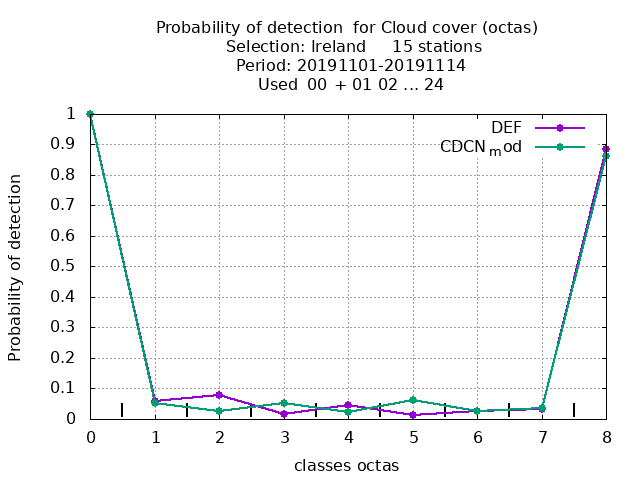 Probability of detection  for Cloud cover (octas)
Selection: Ireland     15 stations
Period: 20191101-20191114
Used  00  + 01 02 ... 24
DEF
CDCN_mod
1
0.9
0.8
0.7
0.6
0.5
0.4
0.3
0.2
0.1
0
Probability of detection
0 1 2 3 4 5 6 7 8
classes octas